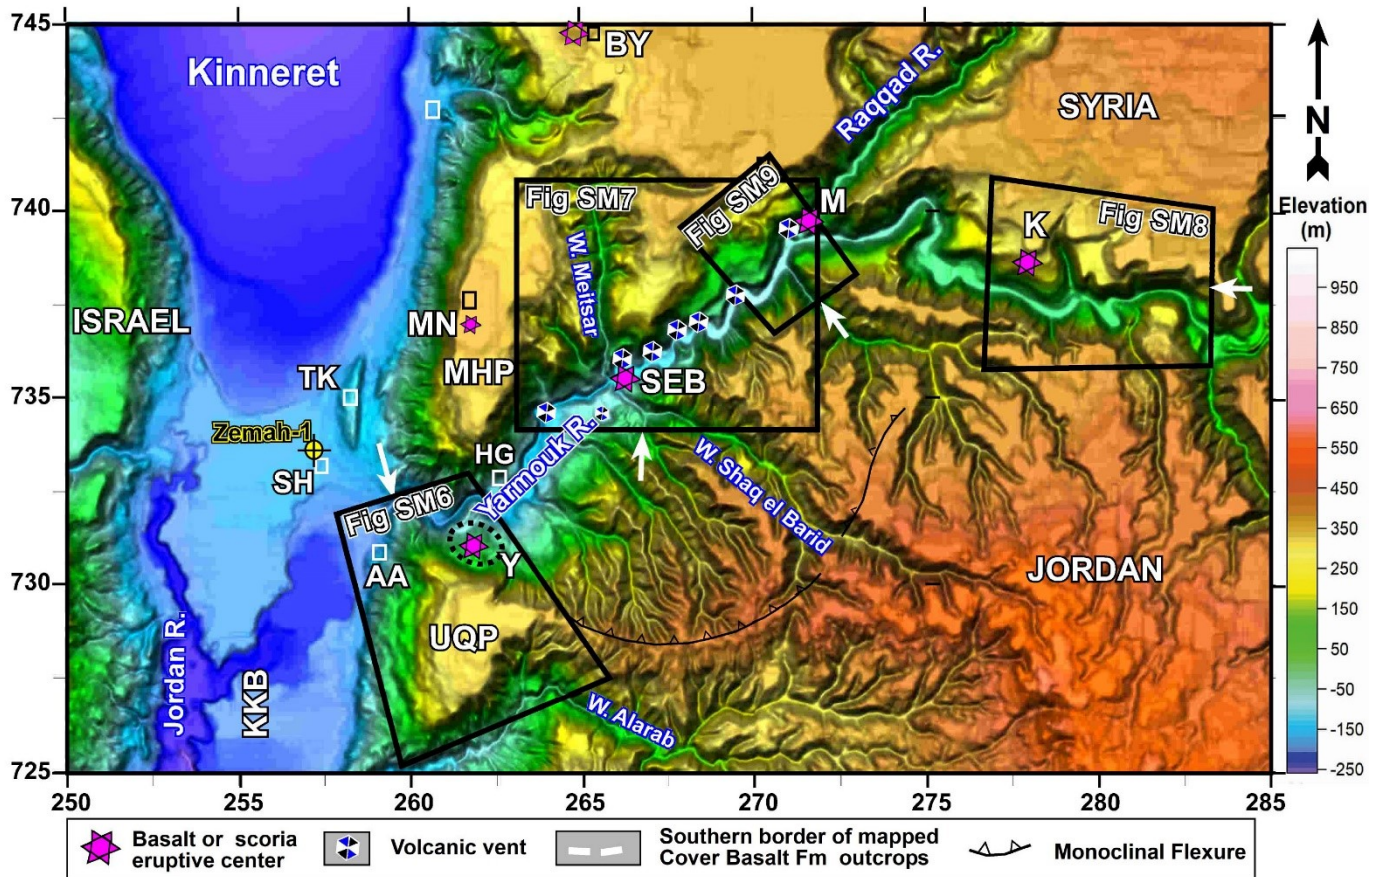 745
740
735
730
725
Kinneret
BY
Raqqad R.
SYRIA
N
Fig SM7
Fig SM9
M
Fig SM8
K
W. Meitsar
ISRAEL
MN
MHP
TK
SEB
Zemah-1
SH
HG
Yarmouk R.
W. Shaq el Barid
Fig SM6
AA
Y
JORDAN
UQP
Jordan R.
KKB
W. Alarab
Elevation
(m)
950
850
750
650
550
450
350
250
150
50
-50
-150
-250
250
255
260
265
270
275
280
285
Basalt or scoria
eruptive center
Volcanic vent
Southern border of mapped
Cover Basalt Fm outcrops
Monoclinal Flexure